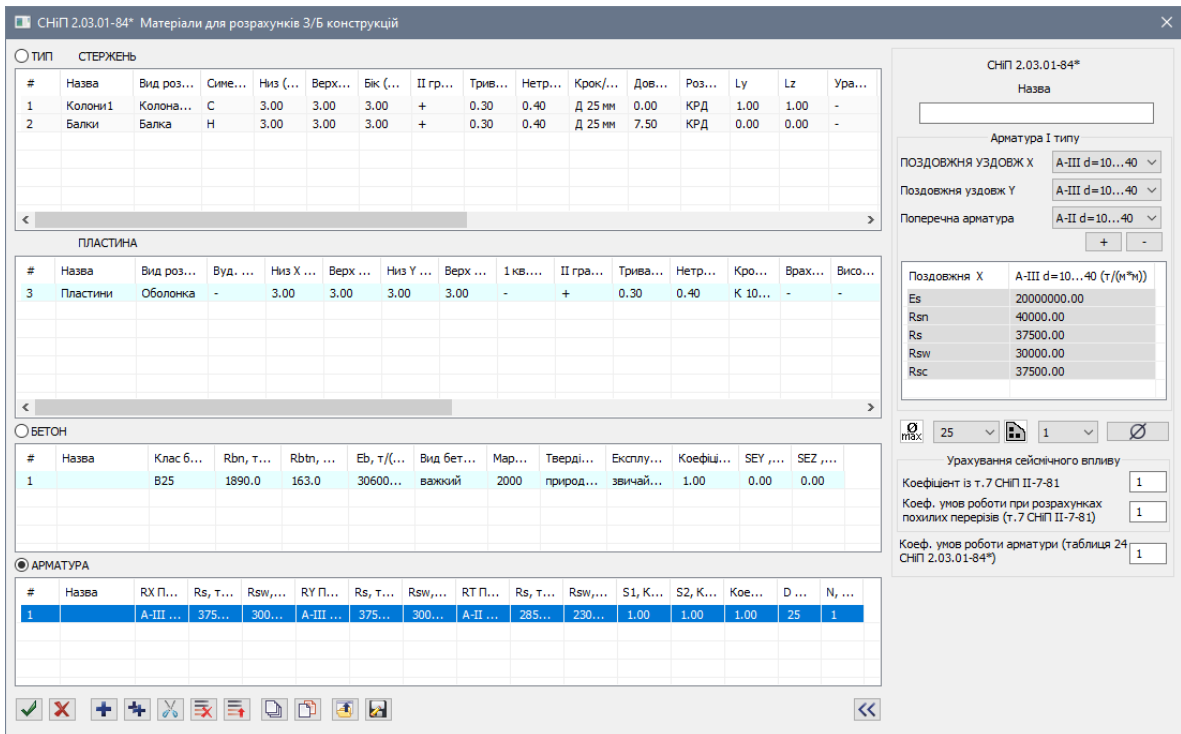 СНіП 2.03.01-84* Матеріали для розрахунків З/Б конструкцій
ТИП СТЕРЖЕНЬ
# Назва Вид роз... Симе... Низ (... Верх... Бік (... II гр... Трив... Нетр... Крок/... Дов... Роз... Ly Lz Ура...
1 Колони1 Колона... С 3.00 3.00 3.00 + 0.30 0.40 Д 25 мм 0.00 КРД 1.00 1.00 -
2 Балки Балка Н 3.00 3.00 3.00 + 0.30 0.40 Д 25 мм 7.50 КРД 0.00 0.00 -
ПЛАСТИНА
# Назва Вид роз... Вуд. ... Низ X ... Верх ... Низ Y ... Верх ... 1 кв.... II гра... Трива... Нетр... Кро... Врах... Висо...
3 Пластини Оболонка - 3.00 3.00 3.00 3.00 - + 0.30 0.40 К 10... - -
БЕТОН
# Назва Клас б... Rbn, т... Rbtn, ... Eb, т/(... Вид бет... Мар... Тверді... Експлу... Коефіці... SEY ,... SEZ ,...
1 B25 1890.0 163.0 30600... важкий 2000 природ... звичай... 1.00 0.00 0.00
АРМАТУРА
# Назва RX П... Rs, т... Rsw,... RY П... Rs, т... Rsw,... RT П... Rs, т... Rsw,... S1, К... S2, К... Кое... D ... N, ...
1 A-III ... 375... 300... A-III ... 375... 300... A-II ... 285... 230... 1.00 1.00 1.00 25 1
СНіП 2.03.01-84*
Назва
Арматура I типу
ПОЗДОВЖНЯ УЗДОВЖ X A-III d=10...40
Поздовжня уздовж Y A-III d=10...40
Поперечна арматура A-II d=10...40
+ -
Поздовжня X A-III d=10...40 (т/(м*м))
Es 20000000.00
Rsn 40000.00
Rs 37500.00
Rsw 30000.00
Rsc 37500.00
Ø max 25 1 Ø
Урахування сейсмічного впливу
Коефіцієнт із т.7 СНіП II-7-81 1
Коеф. умов роботи при розрахунках
похилих перерізів (т.7 СНіП II-7-81) 1
Коеф. умов роботи арматури (таблиця 24
СНіП 2.03.01-84*) 1